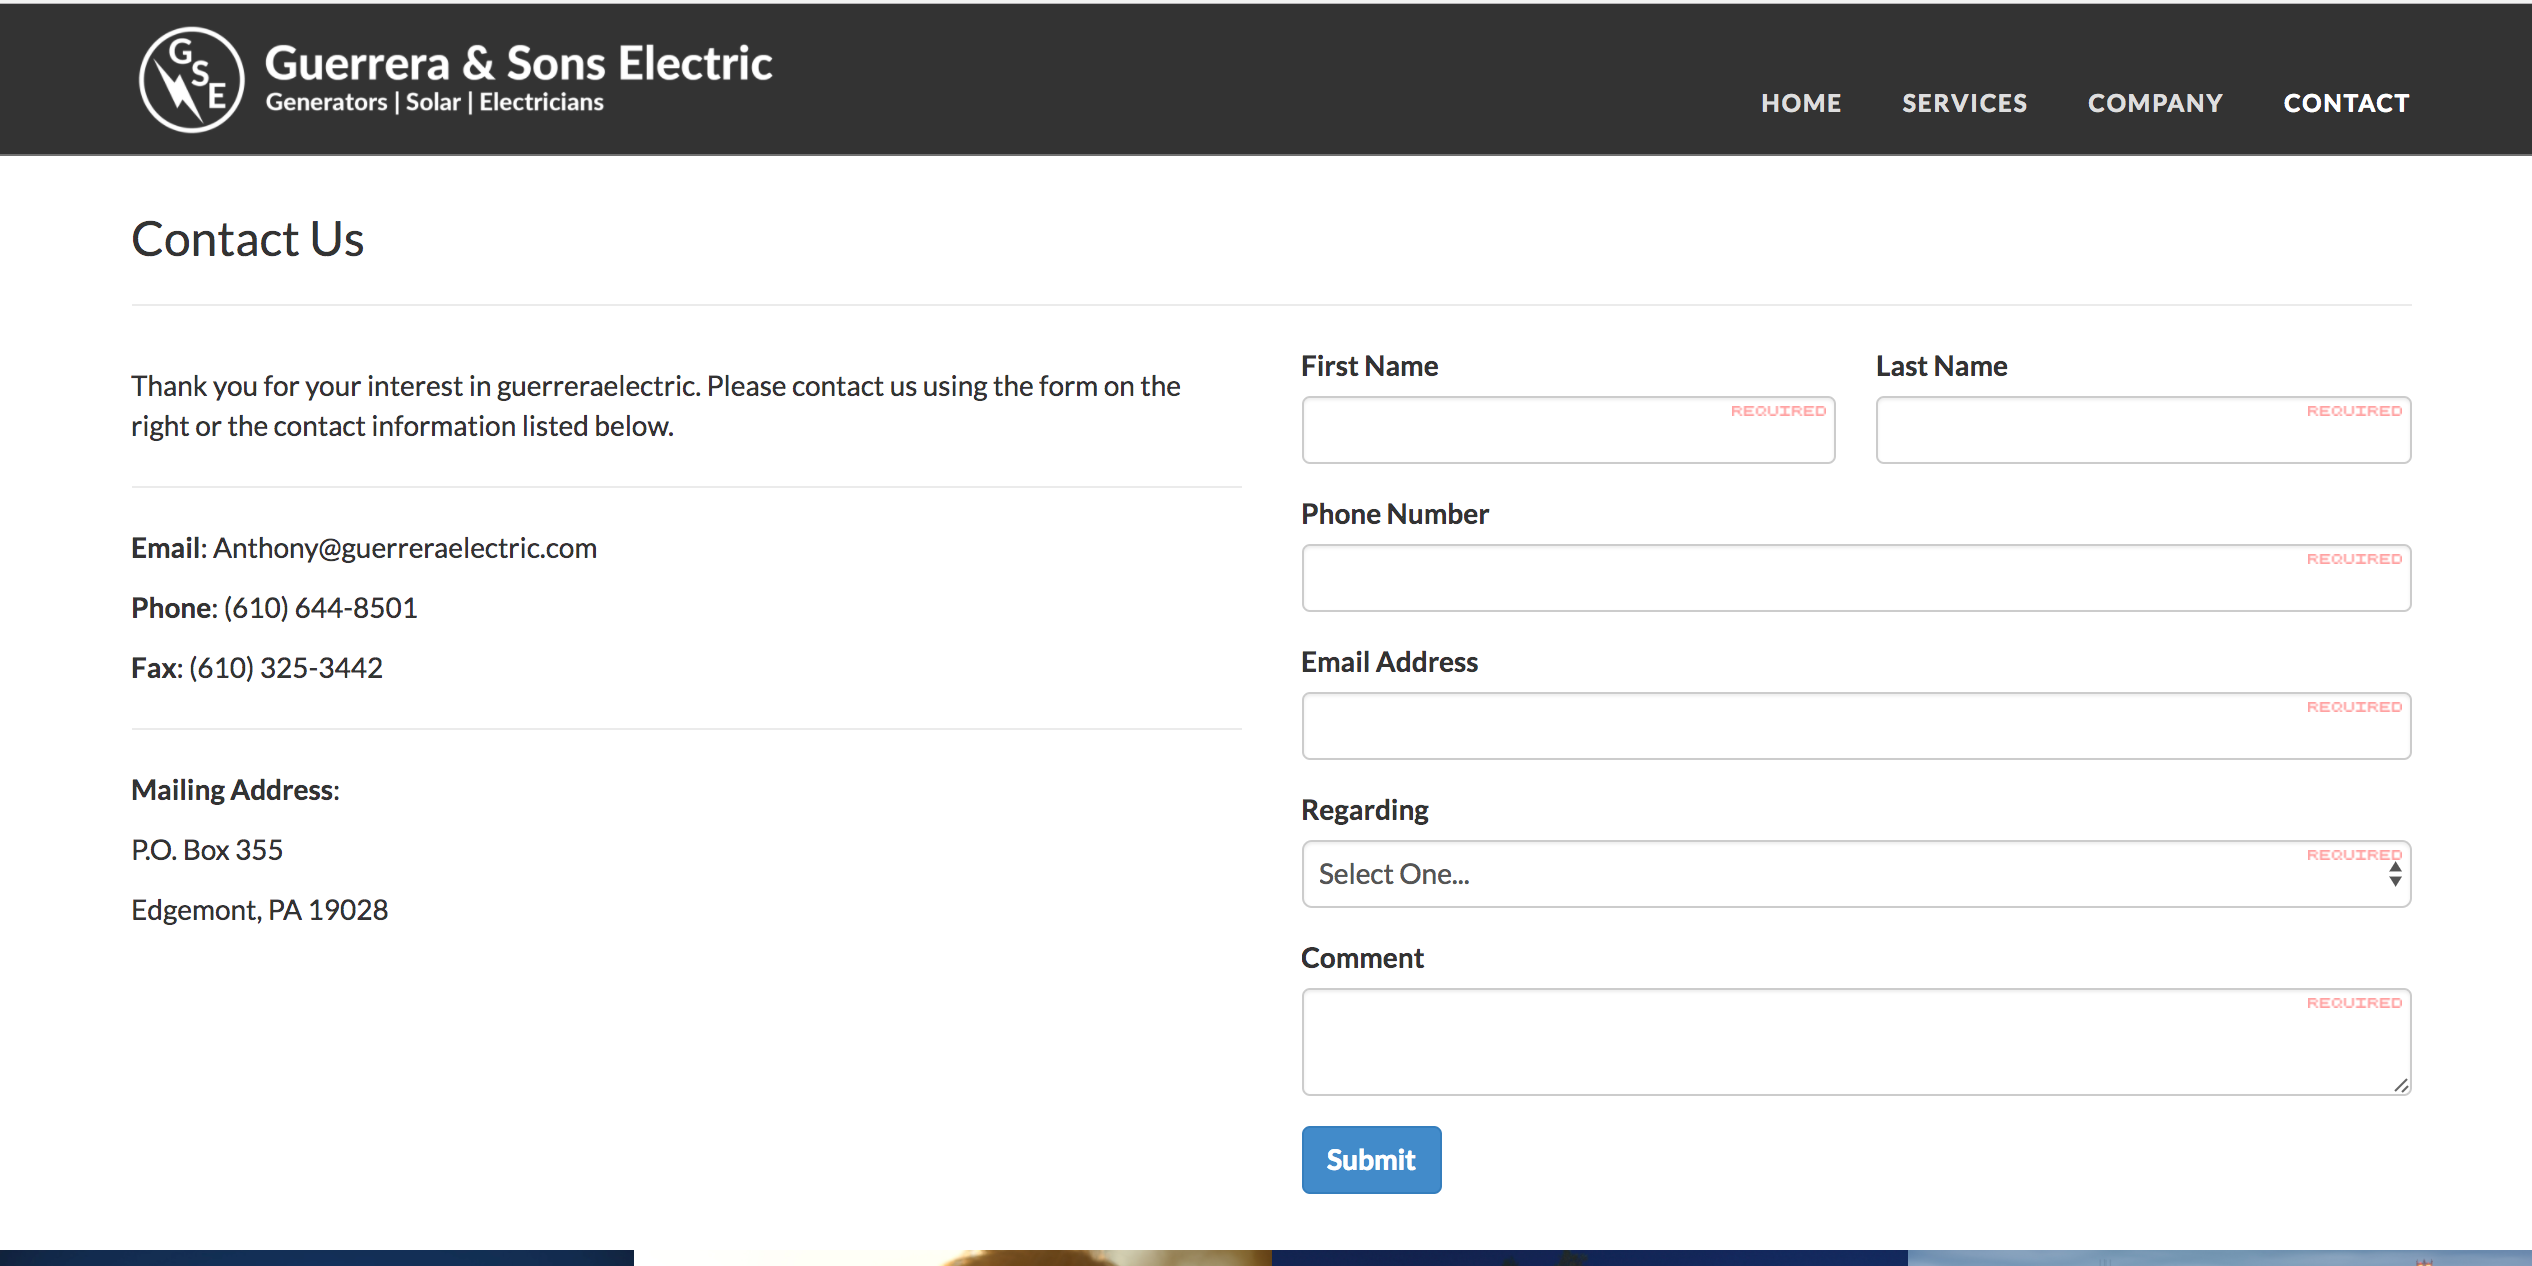 GSE
Guerrera & Sons Electric
Generators | Solar | Electricians
HOME SERVICES COMPANY CONTACT
Contact Us
Thank you for your interest in guerreraelectric. Please contact us using the form on the
right or the contact information listed below.
Email: Anthony@guerreraelectric.com
Phone: (610) 644-8501
Fax: (610) 325-3442
Mailing Address:
P.O. Box 355
Edgemont, PA 19028
First Name Last Name
REQUIRED REQUIRED
Phone Number
REQUIRED
Email Address
REQUIRED
Regarding
REQUIRED
Select One...
Comment
REQUIRED
Submit